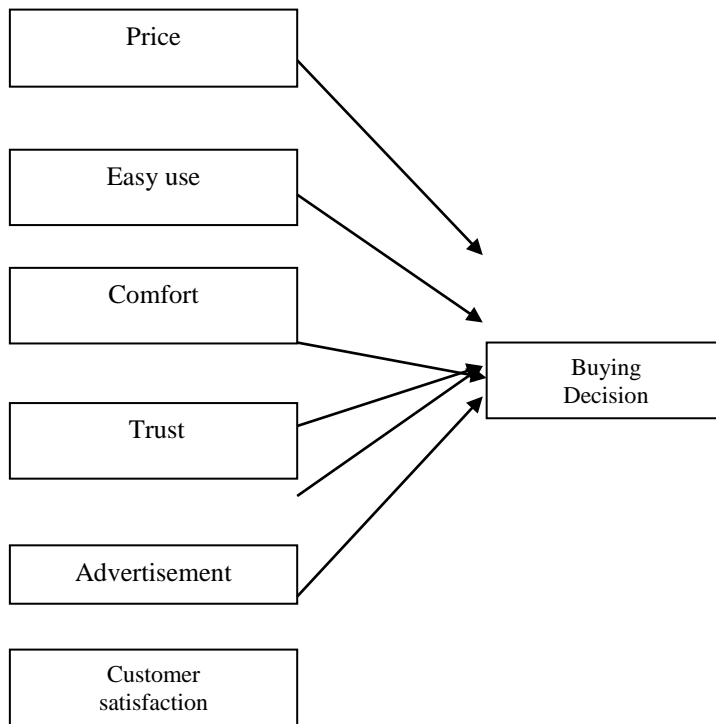 Price
Easy use
Comfort
Trust
Advertisement
Customer
satisfaction
Buying
Decision